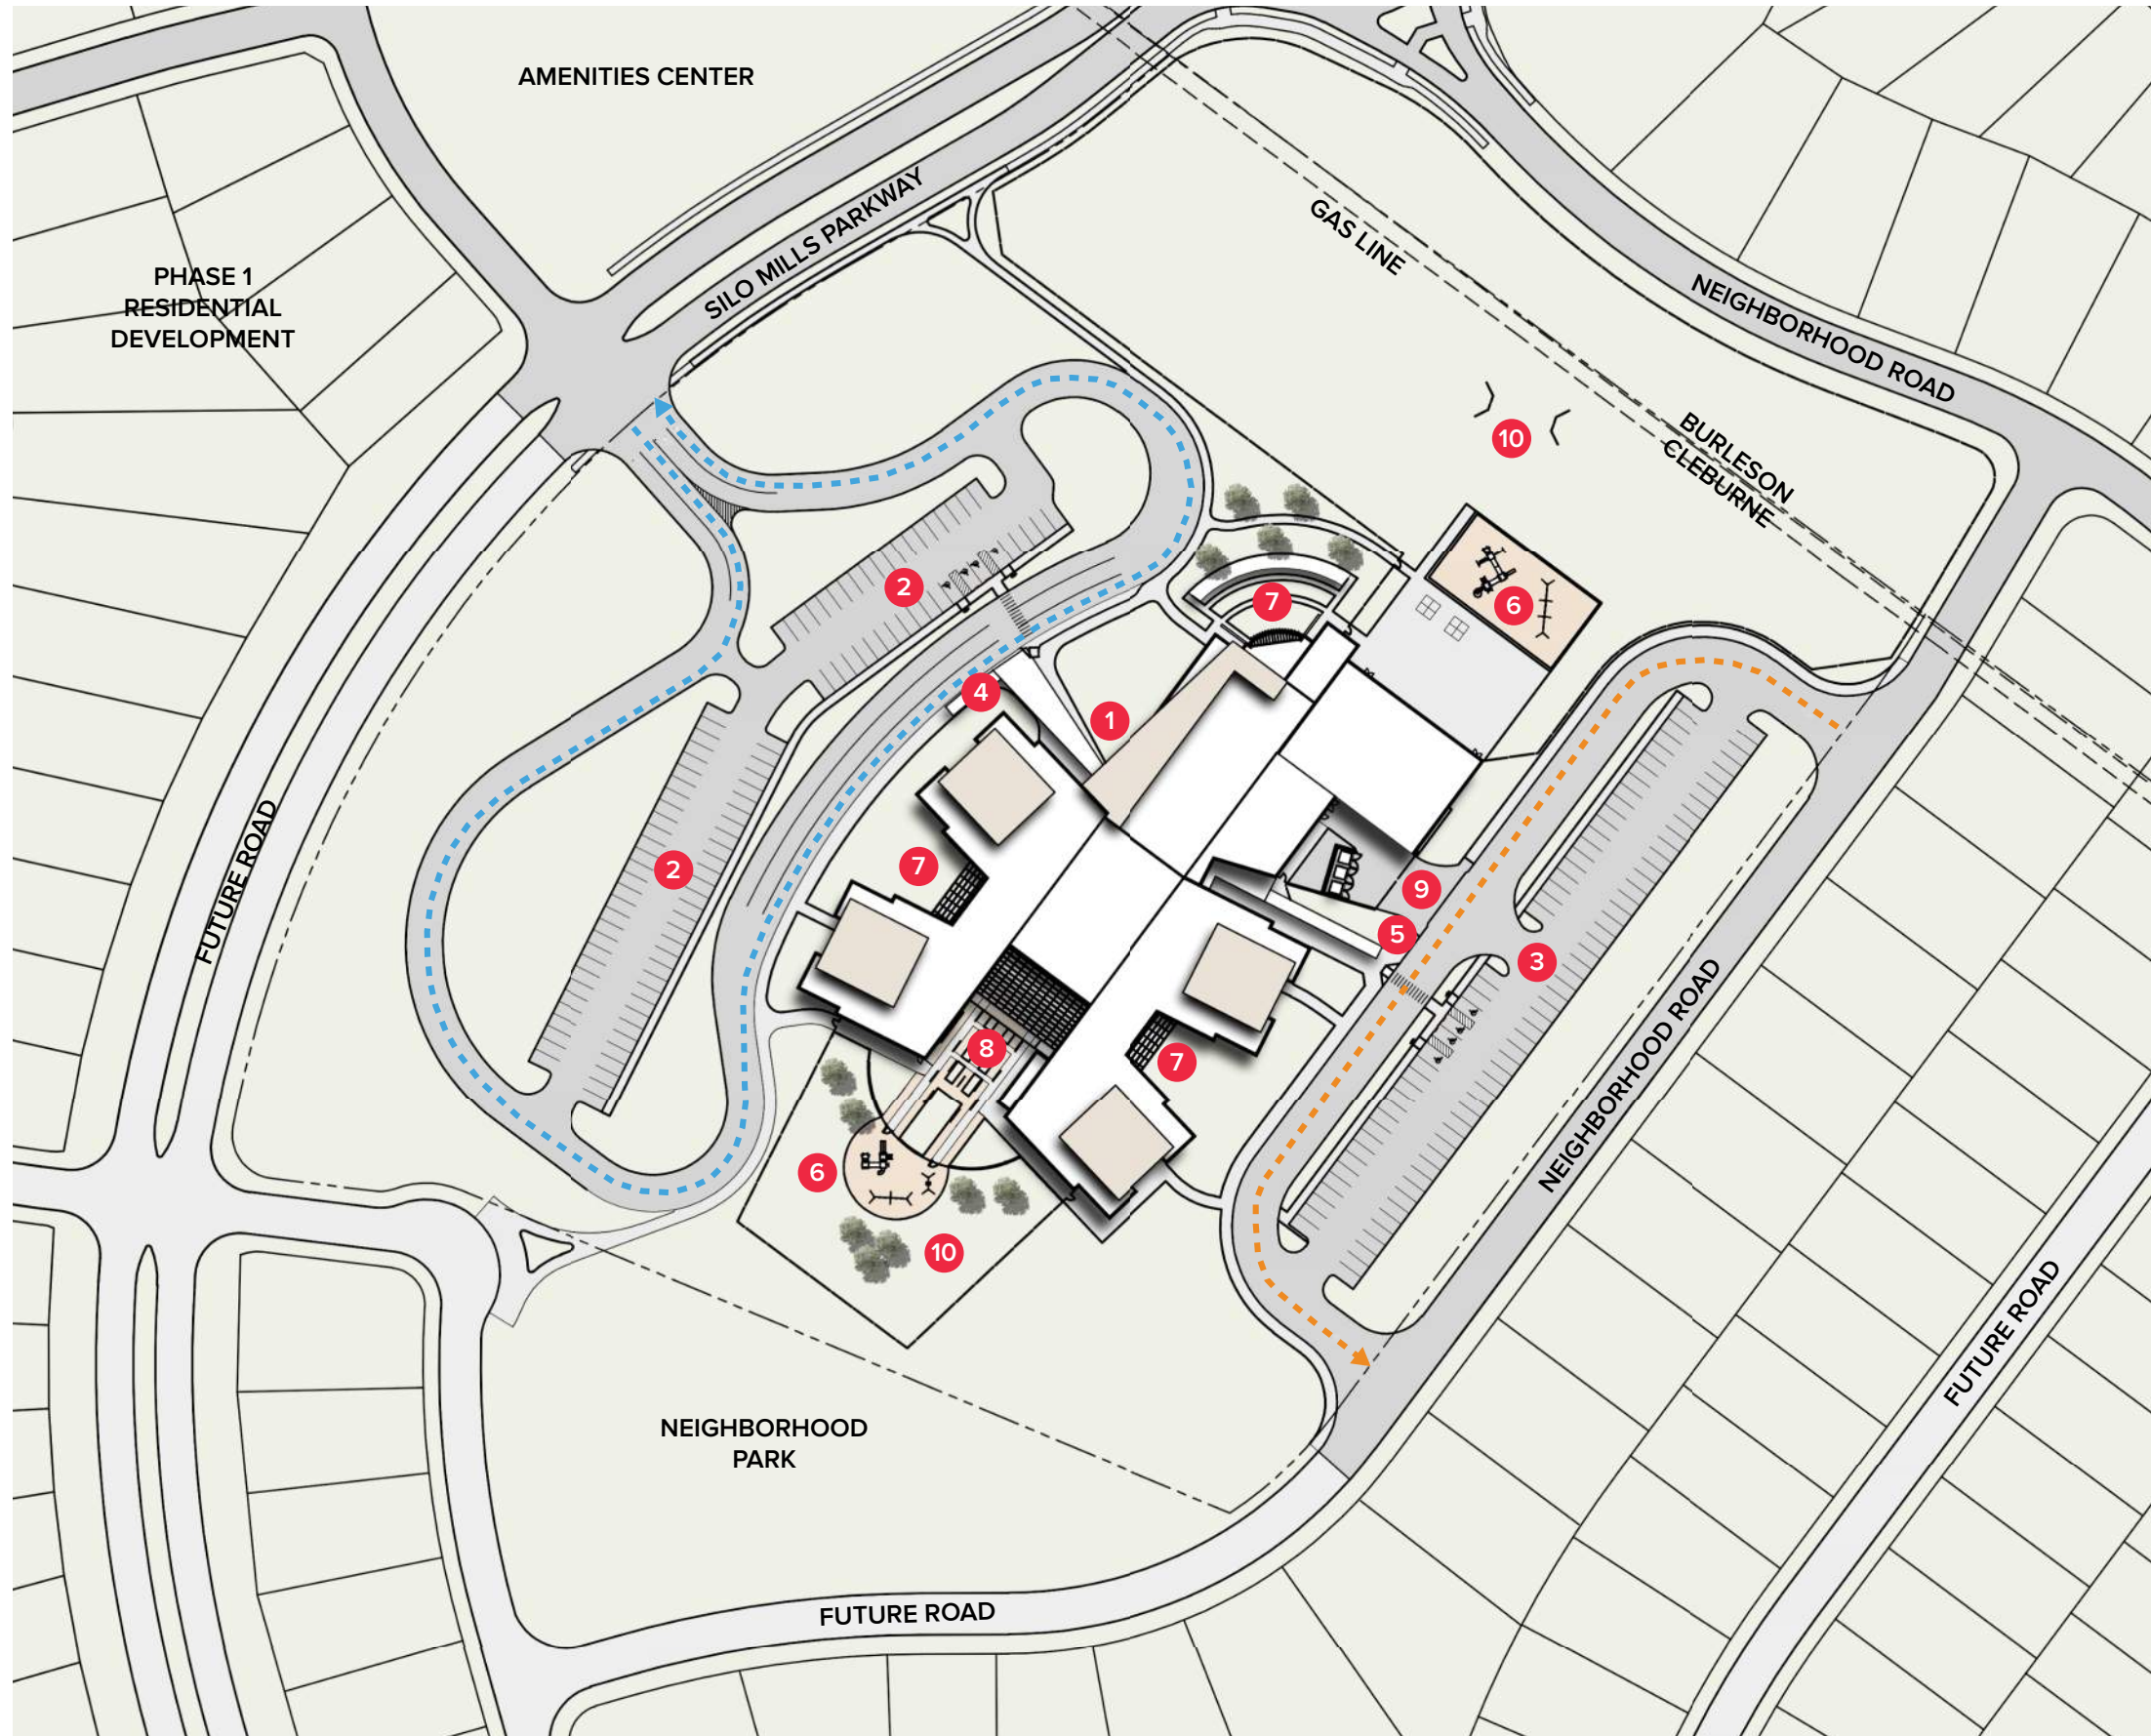 AMENITIES CENTER
SILO MILLS PARKWAY
GAS LINE
PHASE 1
RESIDENTIAL
DEVELOPMENT
NEIGHBORHOOD ROAD
BURLESON
CLEBURNE
10
2
7
6
4
1
FUTURE ROAD
2
7
9
5
3
NEIGHBORHOOD ROAD
8
7
6
10
FUTURE ROAD
NEIGHBORHOOD
PARK
FUTURE ROAD